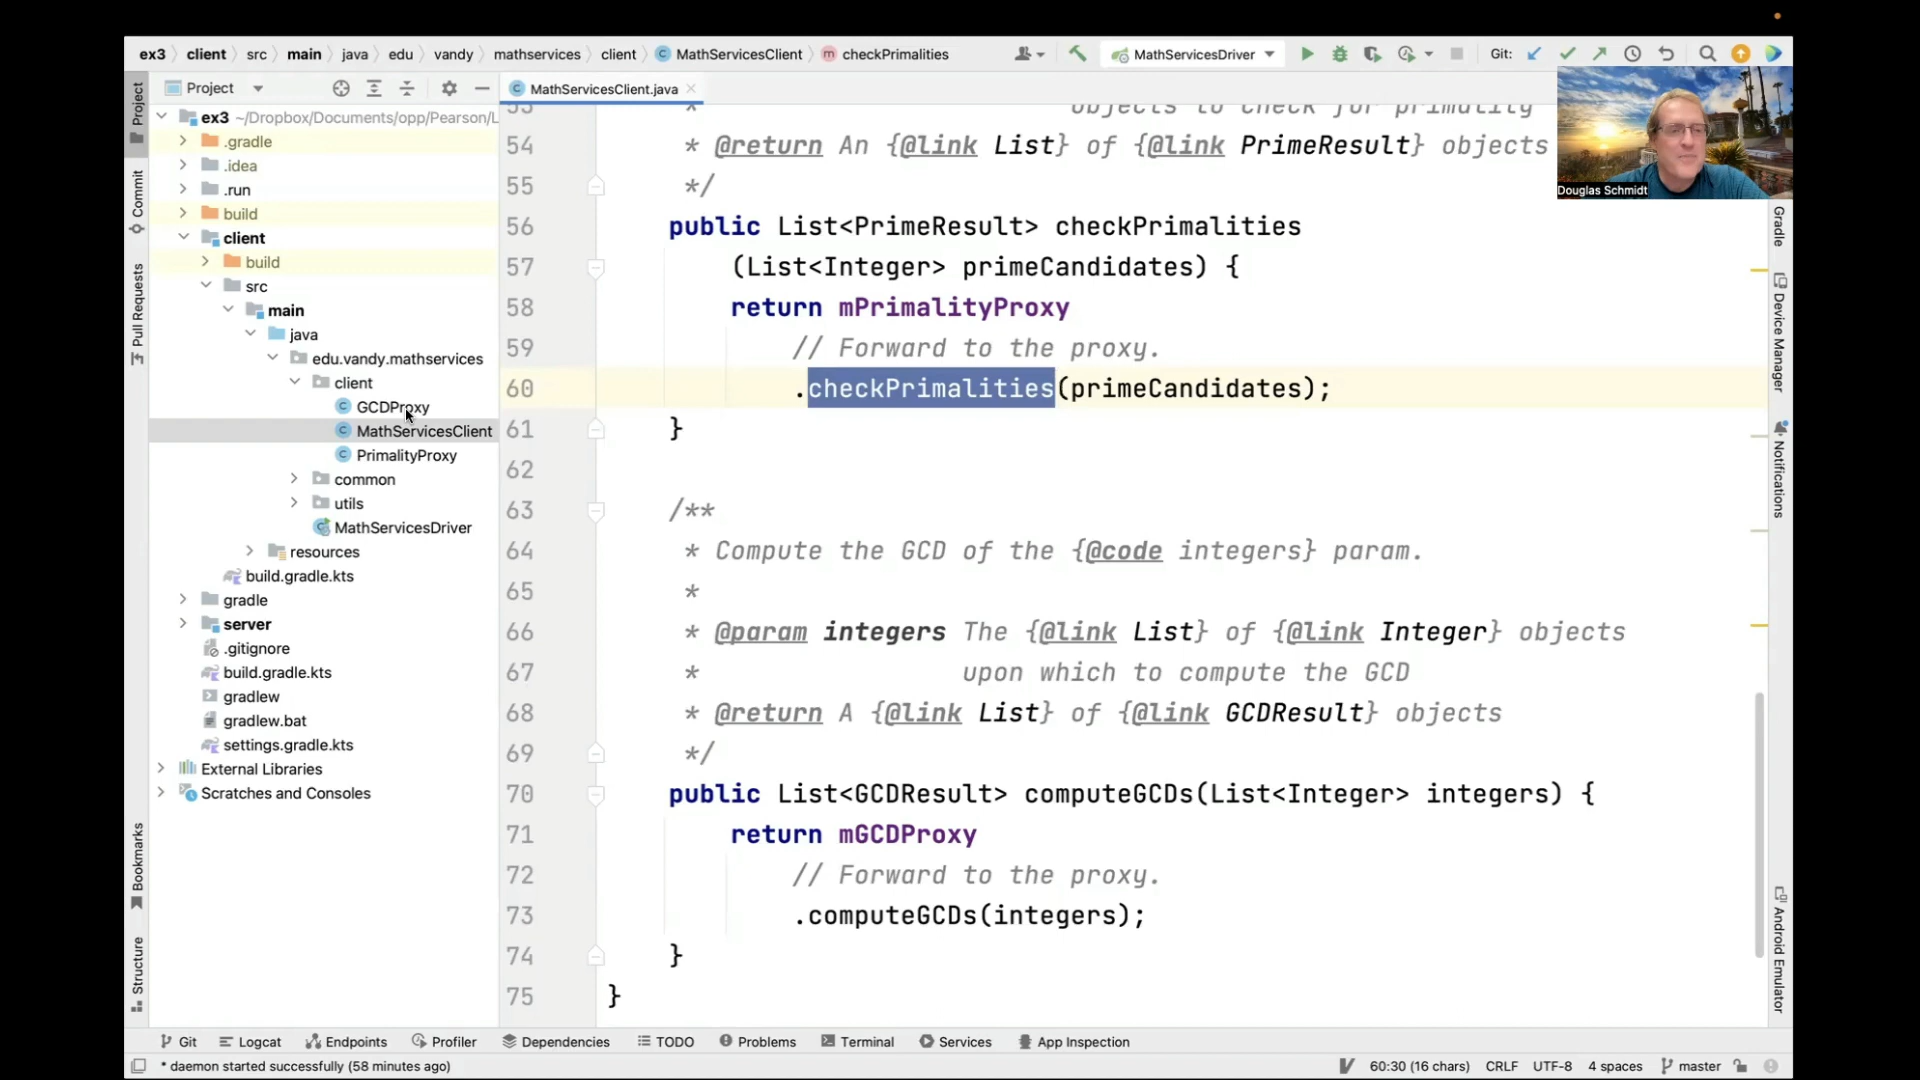 ex3 client src main java edu vandy mathservices client MathServicesClient checkPrimalities MathServicesDriver Git:
Project
MathServicesClient.java
Project
Commit
Pull Requests
Bookmarks
Structure
ex3 ~/Dropbox/Documents/opp/Pearson/L
.gradle
.idea
.run
build
client
build
src
main
java
edu.vandy.mathservices
client
GCDProxy
MathServicesClient
PrimalityProxy
common
utils
MathServicesDriver
resources
build.gradle.kts
gradle
server
.gitignore
build.gradle.kts
gradlew
gradlew.bat
settings.gradle.kts
External Libraries
Scratches and Consoles
53 * objects to check for primality
54 * @return An {@link List} of {@link PrimeResult} objects
55 */
56 public List<PrimeResult> checkPrimalities
57 (List<Integer> primeCandidates) {
58 return mPrimalityProxy
59 // Forward to the proxy.
60 .checkPrimalities(primeCandidates);
61 }
62
63 /**
64 * Compute the GCD of the {@code integers} param.
65 *
66 * @param integers The {@link List} of {@link Integer} objects
67 * upon which to compute the GCD
68 * @return A {@link List} of {@link GCDResult} objects
69 */
70 public List<GCDResult> computeGCDs(List<Integer> integers) {
71 return mGCDProxy
72 // Forward to the proxy.
73 .computeGCDs(integers);
74 }
75 }
Douglas Schmidt
Gradle
Device Manager
Notifications
Android Emulator
Git Logcat Endpoints Profiler Dependencies TODO Problems Terminal Services App Inspection
* daemon started successfully (58 minutes ago) 60:30 (16 chars) CRLF UTF-8 4 spaces master